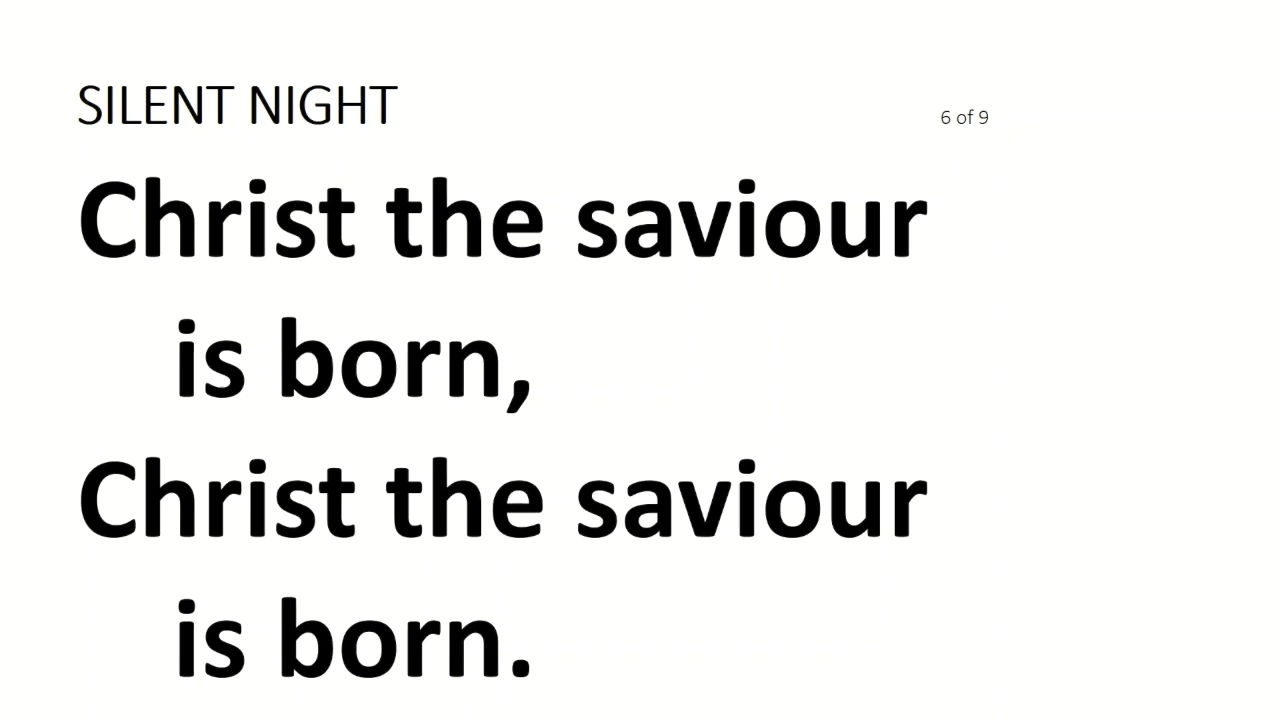 SILENT NIGHT
6 of 9
Christ the saviour
is born,
Christ the saviour
is born.